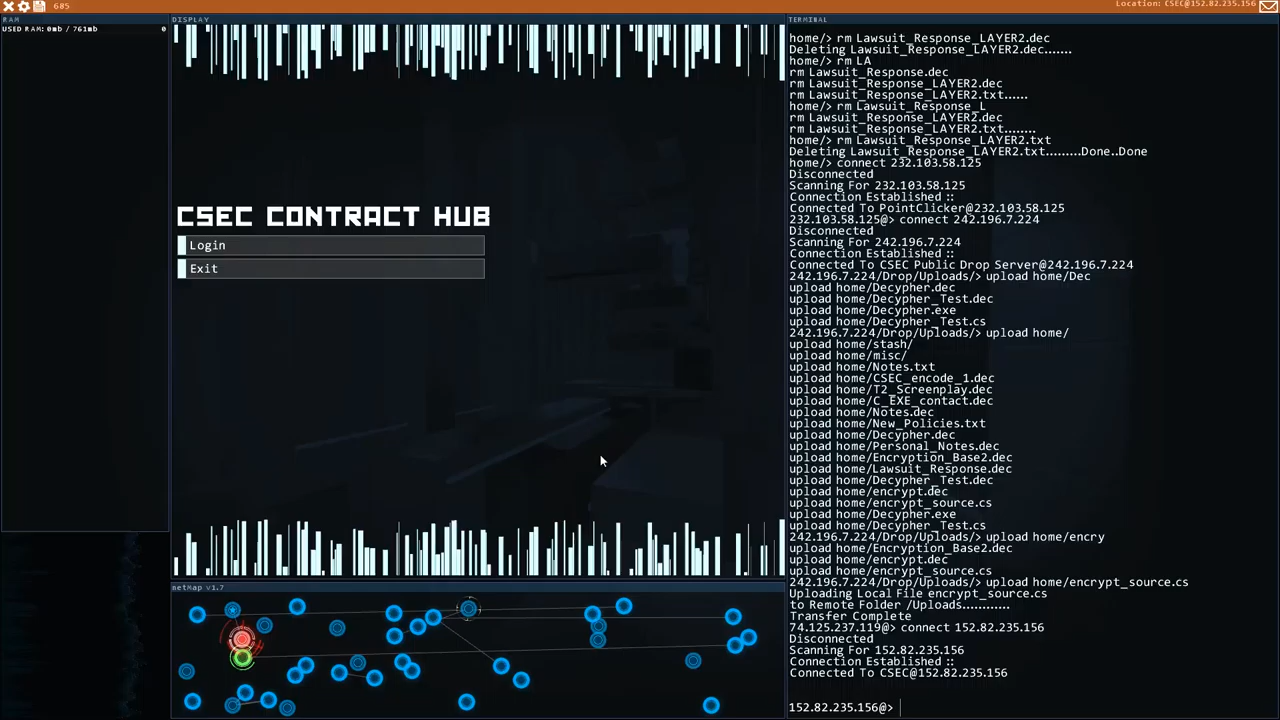 685
Location: CSEC@152.82.235.156
RAM
USED RAM: 0mb / 761mb
0
DISPLAY
CSEC CONTRACT HUB
Login
Exit
netMap v1.7
TERMINAL
home/> rm Lawsuit_Response_LAYER2.dec
Deleting Lawsuit_Response_LAYER2.dec.......
home/> rm LA
rm Lawsuit_Response.dec
rm Lawsuit_Response_LAYER2.dec
rm Lawsuit_Response_LAYER2.txt......
home/> rm Lawsuit_Response_L
rm Lawsuit_Response_LAYER2.dec
rm Lawsuit_Response_LAYER2.txt........
home/> rm Lawsuit_Response_LAYER2.txt
Deleting Lawsuit_Response_LAYER2.txt.........Done..Done
home/> connect 232.103.58.125
Disconnected
Scanning For 232.103.58.125
Connection Established ::
Connected To PointClicker@232.103.58.125
232.103.58.125@> connect 242.196.7.224
Disconnected
Scanning For 242.196.7.224
Connection Established ::
Connected To CSEC Public Drop Server@242.196.7.224
242.196.7.224/Drop/Uploads/> upload home/Dec
upload home/Decypher.dec
upload home/Decypher_Test.dec
upload home/Decypher.exe
upload home/Decypher_Test.cs
242.196.7.224/Drop/Uploads/> upload home/
upload home/stash/
upload home/misc/
upload home/Notes.txt
upload home/CSEC_encode_1.dec
upload home/T2_Screenplay.dec
upload home/C_EXE_contact.dec
upload home/Notes.dec
upload home/New_Policies.txt
upload home/Decypher.dec
upload home/Personal_Notes.dec
upload home/Encryption_Base2.dec
upload home/Lawsuit_Response.dec
upload home/Decypher_Test.dec
upload home/encrypt.dec
upload home/encrypt_source.cs
upload home/Decypher.exe
upload home/Decypher_Test.cs
242.196.7.224/Drop/Uploads/> upload home/encry
upload home/Encryption_Base2.dec
upload home/encrypt.dec
upload home/encrypt_source.cs
242.196.7.224/Drop/Uploads/> upload home/encrypt_source.cs
Uploading Local File encrypt_source.cs
to Remote Folder /Uploads............
Transfer Complete
74.125.237.119@> connect 152.82.235.156
Disconnected
Scanning For 152.82.235.156
Connection Established ::
Connected To CSEC@152.82.235.156
152.82.235.156@>